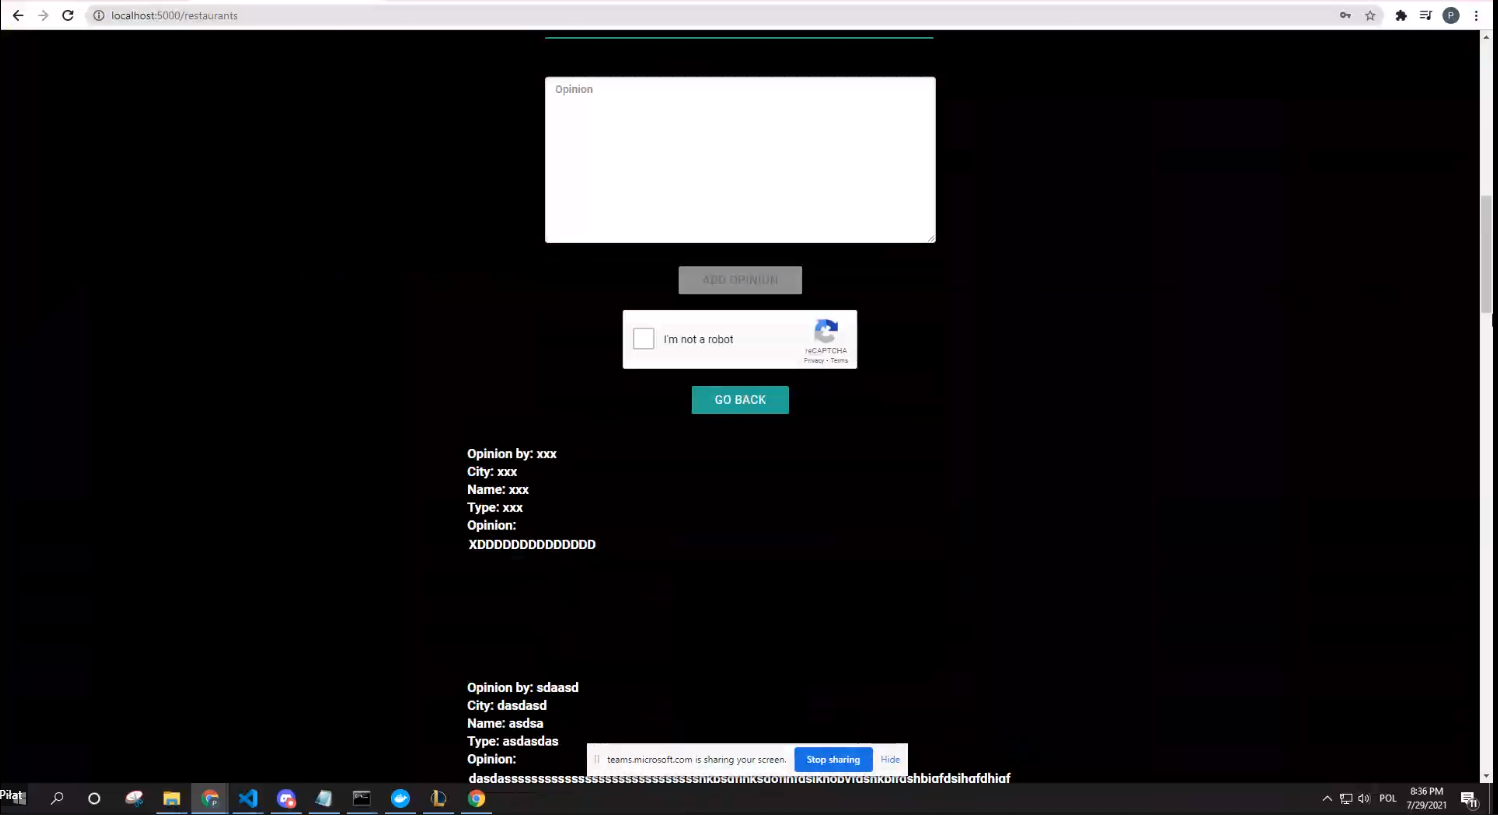 localhost:5000/restaurants
P
Opinion
ADD OPINION
I'm not a robot
reCAPTCHA
Privacy - Terms
GO BACK
Opinion by: xxx
City: xxx
Name: xxx
Type: xxx
Opinion:
XDDDDDDDDDDDDDD
Opinion by: sdaasd
City: dasdasd
Name: asdsa
Type: asdasdas
Opinion:
teams.microsoft.com is sharing your screen.
Stop sharing
Hide
Pilat
POL
8:36 PM
7/29/2021
11